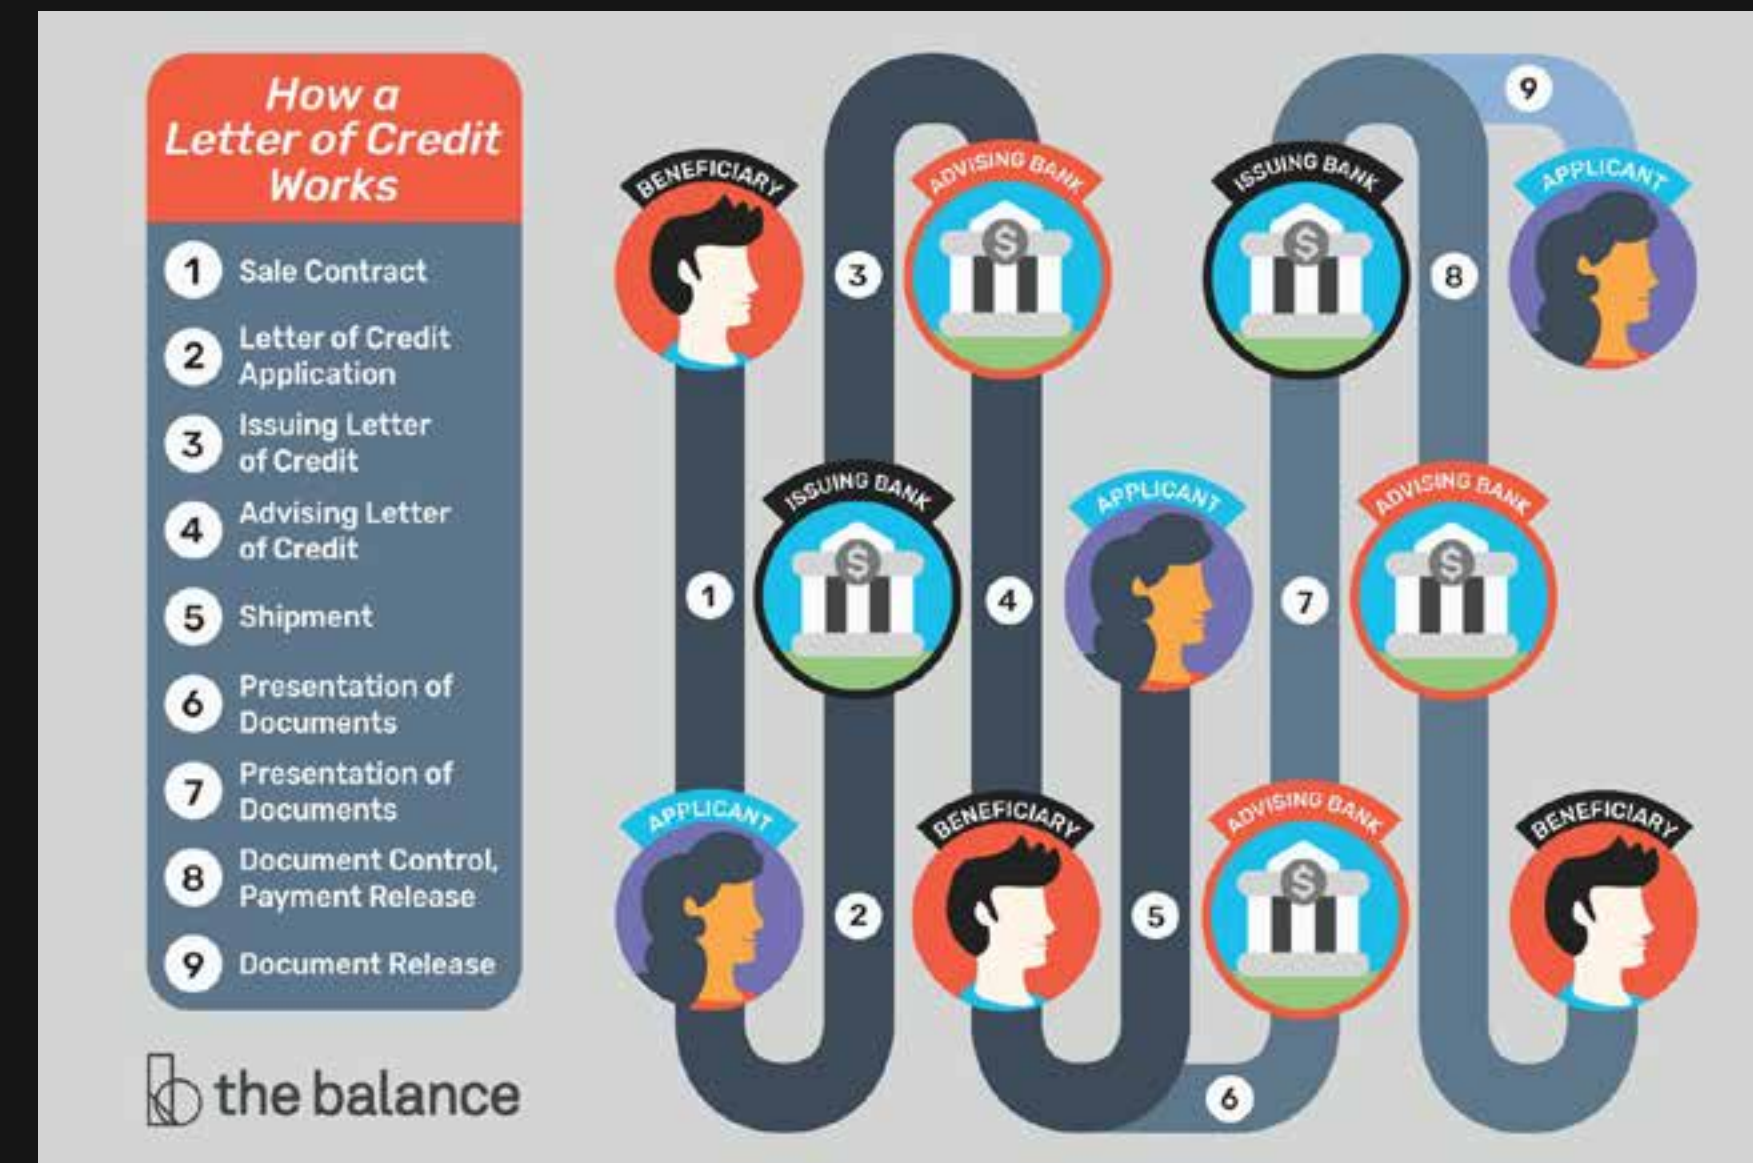 How a
Letter of Credit
Works
1 Sale Contract
2 Letter of Credit
Application
3 Issuing Letter
of Credit
4 Advising Letter
of Credit
5 Shipment
6 Presentation of
Documents
7 Presentation of
Documents
8 Document Control,
Payment Release
9 Document Release
the balance
9
BENEFICIARY
ADVISING BANK
ISSUING BANK
APPLICANT
3
8
ISSUING BANK
APPLICANT
ADVISING BANK
1
4
7
APPLICANT
BENEFICIARY
ADVISING BANK
BENEFICIARY
2
5
6